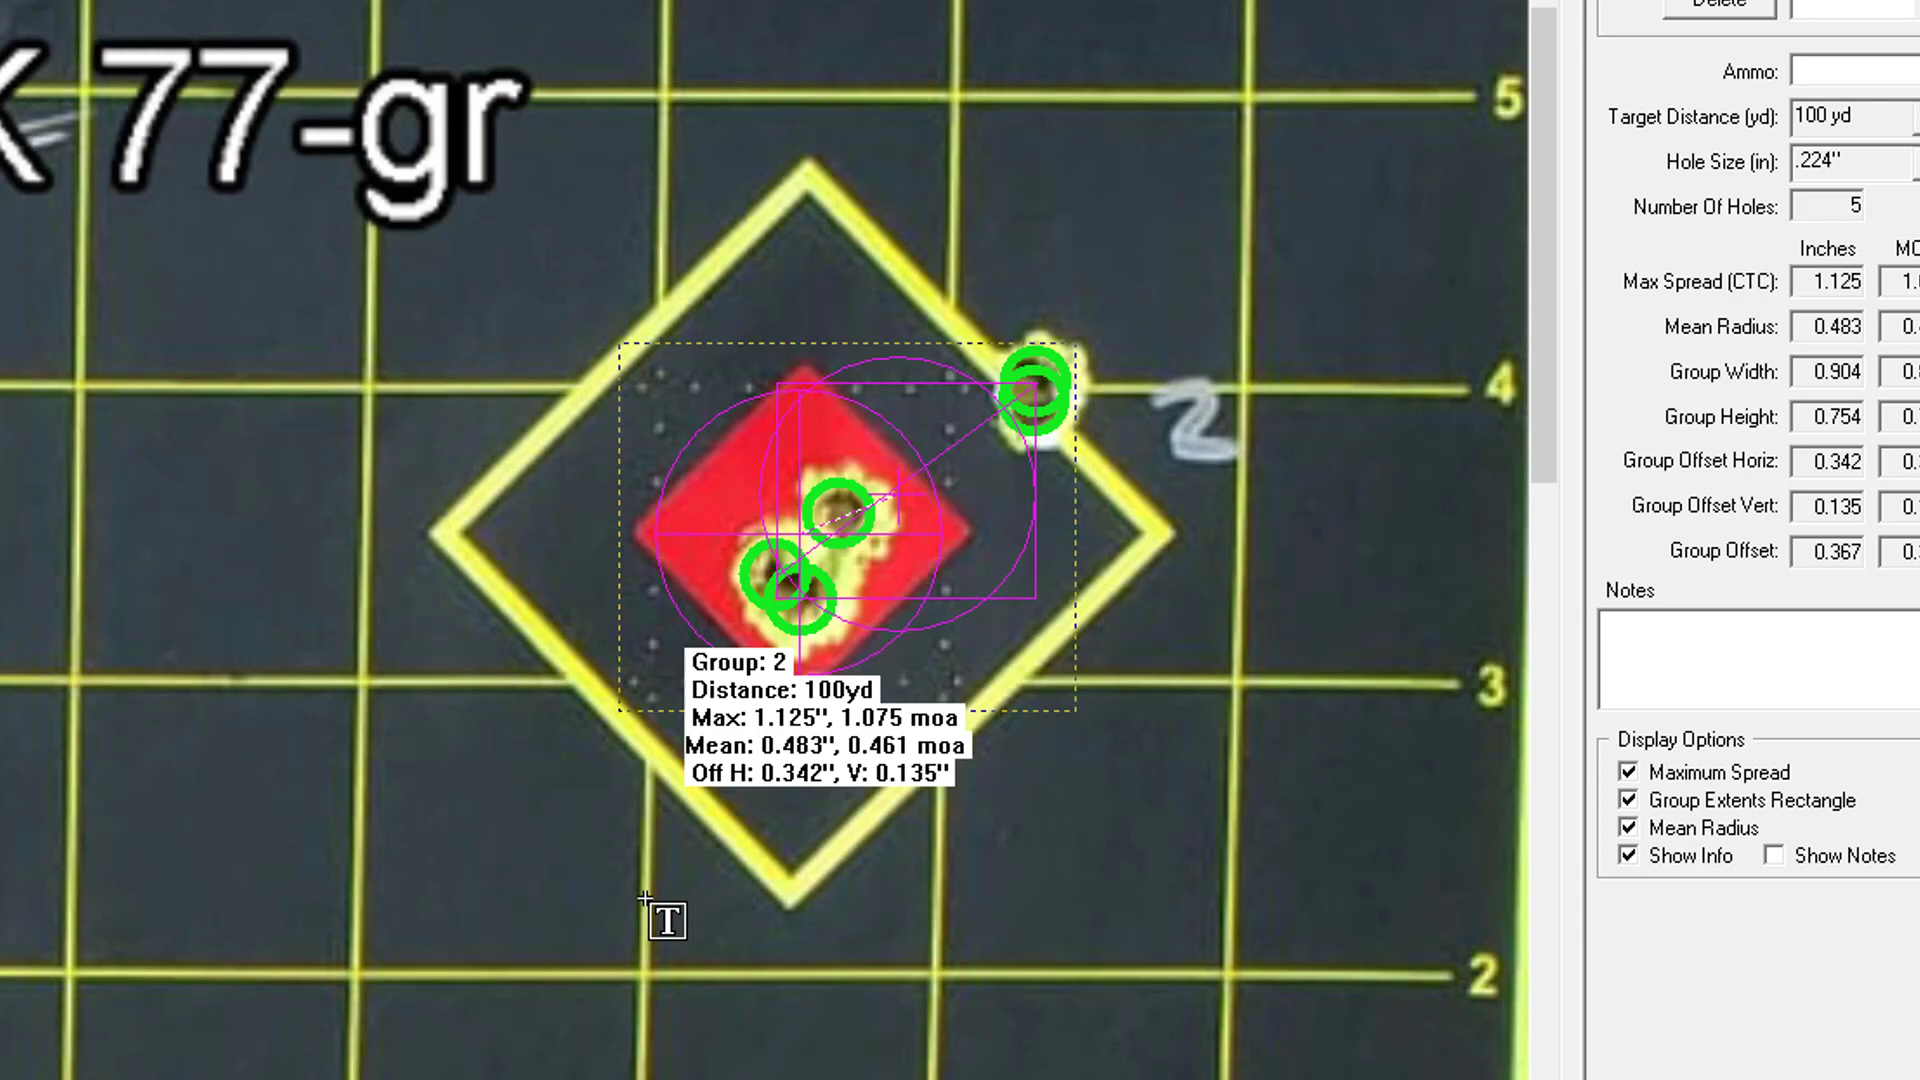 K 77-gr
5
4
2
3
2
Group: 2
Distance: 100yd
Max: 1.125", 1.075 moa
Mean: 0.483", 0.461 moa
Off H: 0.342", V: 0.135"
T
Delete
Ammo:
Target Distance (yd): 100 yd
Hole Size (in): .224"
Number Of Holes: 5
Inches
Max Spread (CTC): 1.125
Mean Radius: 0.483
Group Width: 0.904
Group Height: 0.754
Group Offset Horiz: 0.342
Group Offset Vert: 0.135
Group Offset: 0.367
Notes
Display Options
Maximum Spread
Group Extents Rectangle
Mean Radius
Show Info Show Notes